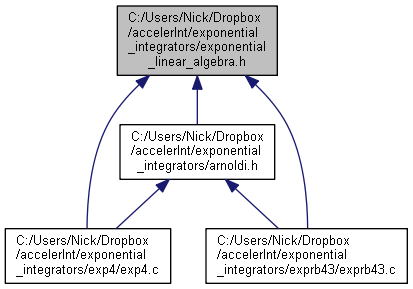 C:/Users/Nick/Dropbox
/accelerInt/exponential
_integrators/exponential
_linear_algebra.h
C:/Users/Nick/Dropbox
/accelerInt/exponential
_integrators/arnoldi.h
C:/Users/Nick/Dropbox
/accelerInt/exponential
_integrators/exp4/exp4.c
C:/Users/Nick/Dropbox
/accelerInt/exponential
_integrators/exprb43/exprb43.c